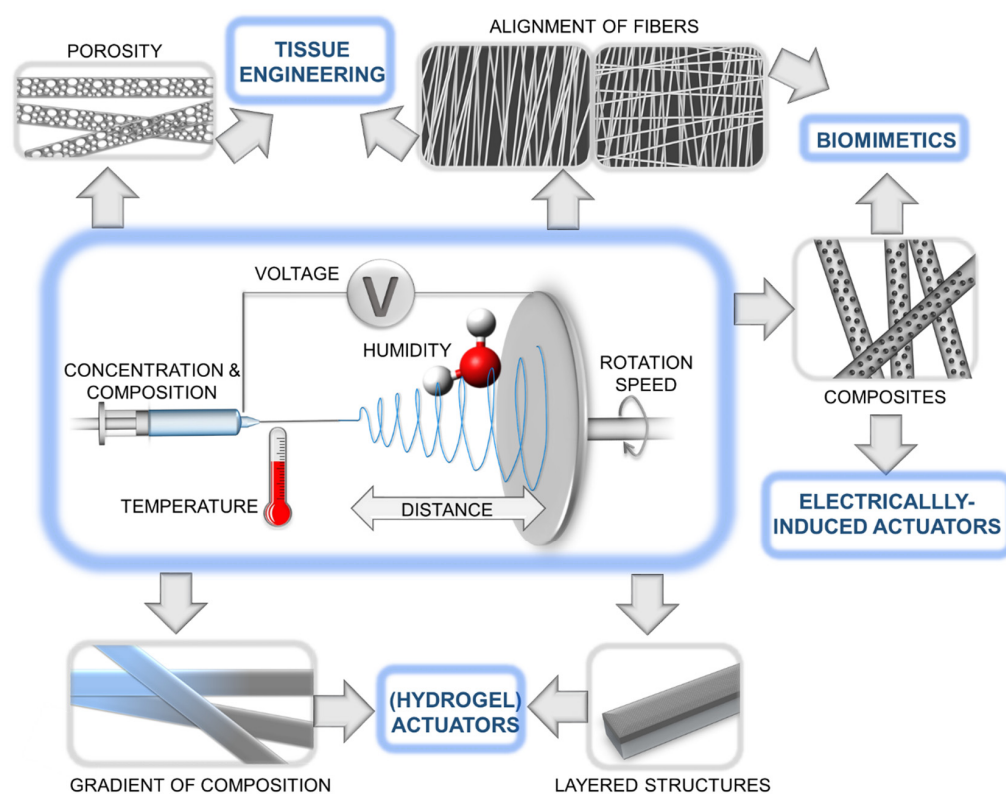 POROSITY
TISSUE
ENGINEERING
ALIGNMENT OF FIBERS
BIOMIMETICS
VOLTAGE
V
HUMIDITY
CONCENTRATION &
COMPOSITION
ROTATION
SPEED
TEMPERATURE
DISTANCE
COMPOSITES
ELECTRICALLLY-
INDUCED ACTUATORS
(HYDROGEL)
ACTUATORS
GRADIENT OF COMPOSITION
LAYERED STRUCTURES